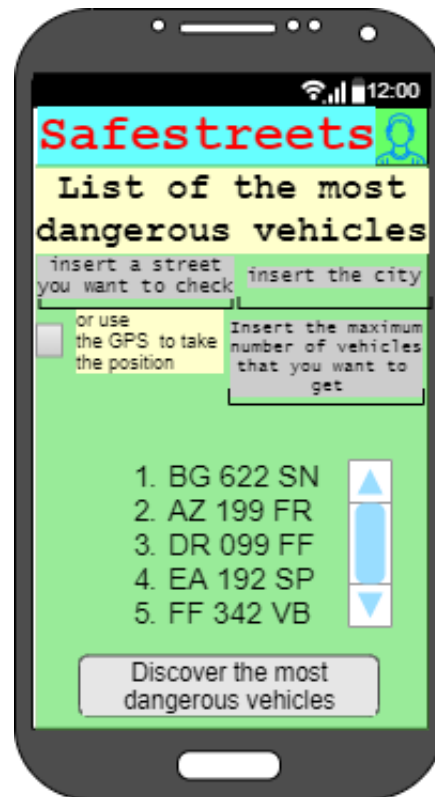 12:00
Safestreets
List of the most
dangerous vehicles
insert a street
you want to check
insert the city
or use
the GPS to take
the position
Insert the maximum
number of vehicles
that you want to
get
1. BG 622 SN
2. AZ 199 FR
3. DR 099 FF
4. EA 192 SP
5. FF 342 VB
Discover the most
dangerous vehicles